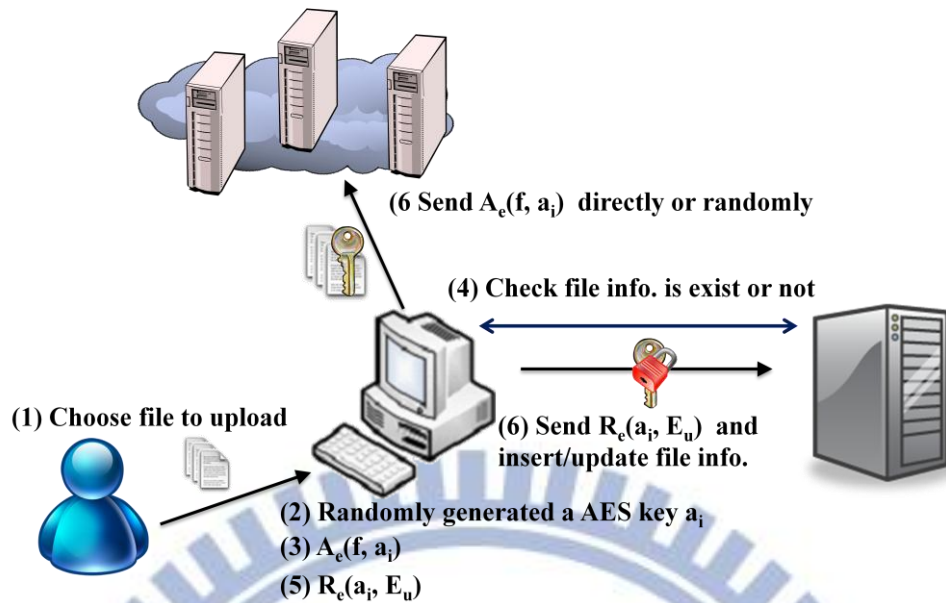 (6 Send Aₑ(f, aᵢ) directly or randomly
(4) Check file info. is exist or not
(1) Choose file to upload
(6) Send Rₑ(aᵢ, Eᵤ) and
insert/update file info.
(2) Randomly generated a AES key aᵢ
(3) Aₑ(f, aᵢ)
(5) Rₑ(aᵢ, Eᵤ)